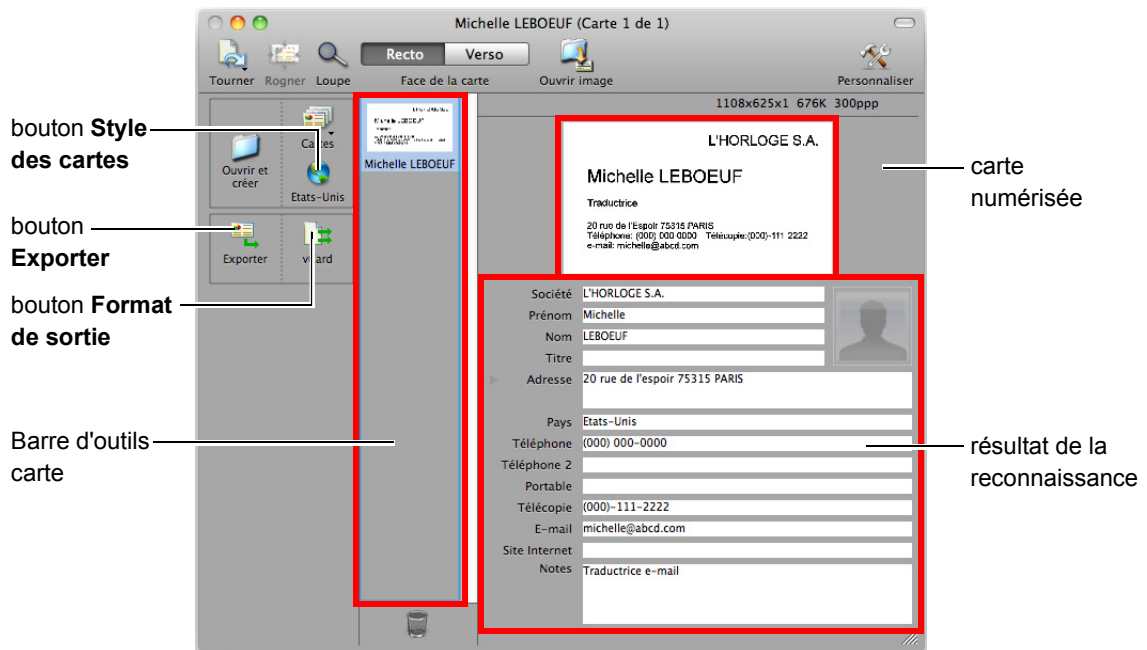 Michelle LEBOEUF (Carte 1 de 1)
Tourner Rogner Loupe
Recto Verso
Face de la carte
Ouvrir image
Personnaliser
bouton Style
des cartes
bouton
Exporter
bouton Format
de sortie
Barre d'outils
carte
Ouvrir et
créer
Cartes
Etats-Unis
Exporter
vCard
Michelle LEBOEUF
1108x625x1 676K 300ppp
L'HORLOGE S.A.
Michelle LEBOEUF
Traductrice
20 rue de l'Espoir 75315 PARIS
Téléphone: (000) 000 0000 Télécopie:(000)-111 2222
e-mail: michelle@abcd.com
carte
numérisée
Société L'HORLOGE S.A.
Prénom Michelle
Nom LEBOEUF
Titre
Adresse 20 rue de l'espoir 75315 PARIS
Pays Etats-Unis
Téléphone (000) 000-0000
Téléphone 2
Portable
Télécopie (000)-111-2222
E-mail michelle@abcd.com
Site Internet
Notes Traductrice e-mail
résultat de la
reconnaissance